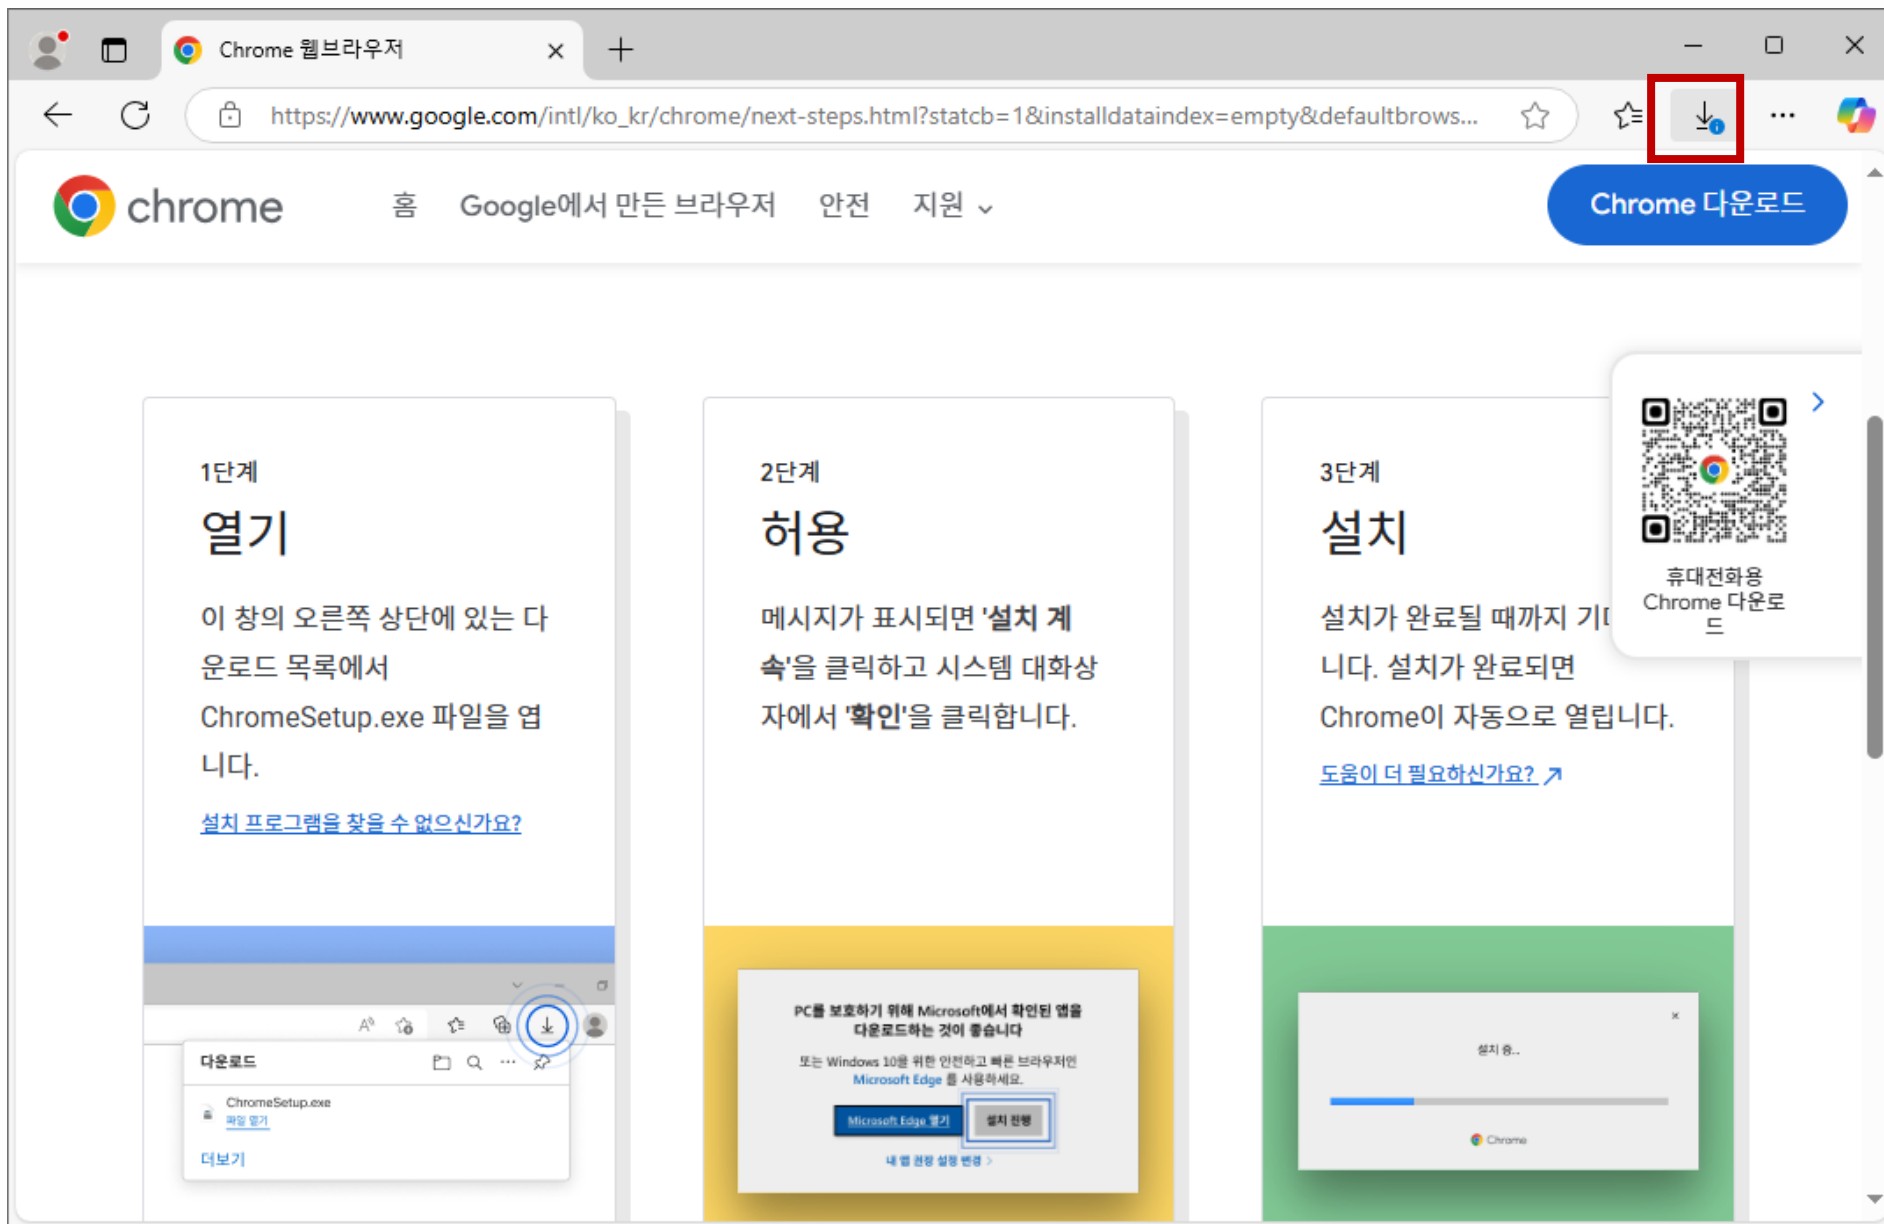 Chrome 웹브라우저
https://www.google.com/intl/ko_kr/chrome/next-steps.html?statcb=1&installdataindex=empty&defaultbrows...
chrome
홈
Google에서 만든 브라우저
안전
지원
Chrome 다운로드
1단계
열기
이 창의 오른쪽 상단에 있는 다
운로드 목록에서
ChromeSetup.exe 파일을 엽
니다.
설치 프로그램을 찾을 수 없으신가요?
다운로드
ChromeSetup.exe
파일 열기
더보기
2단계
허용
메시지가 표시되면 '설치 계
속'을 클릭하고 시스템 대화상
자에서 '확인'을 클릭합니다.
PC를 보호하기 위해 Microsoft에서 확인된 앱을
다운로드하는 것이 좋습니다
또는 Windows 10을 위한 안전하고 빠른 브라우저인
Microsoft Edge 를 사용하세요.
Microsoft Edge 열기
설치 진행
내 앱 권장 설정 변경
3단계
설치
설치가 완료될 때까지
니다. 설치가 완료되면
Chrome이 자동으로 열립니다.
도움이 더 필요하신가요?
설치 중..
Chrome
휴대전화용
Chrome 다운로
드